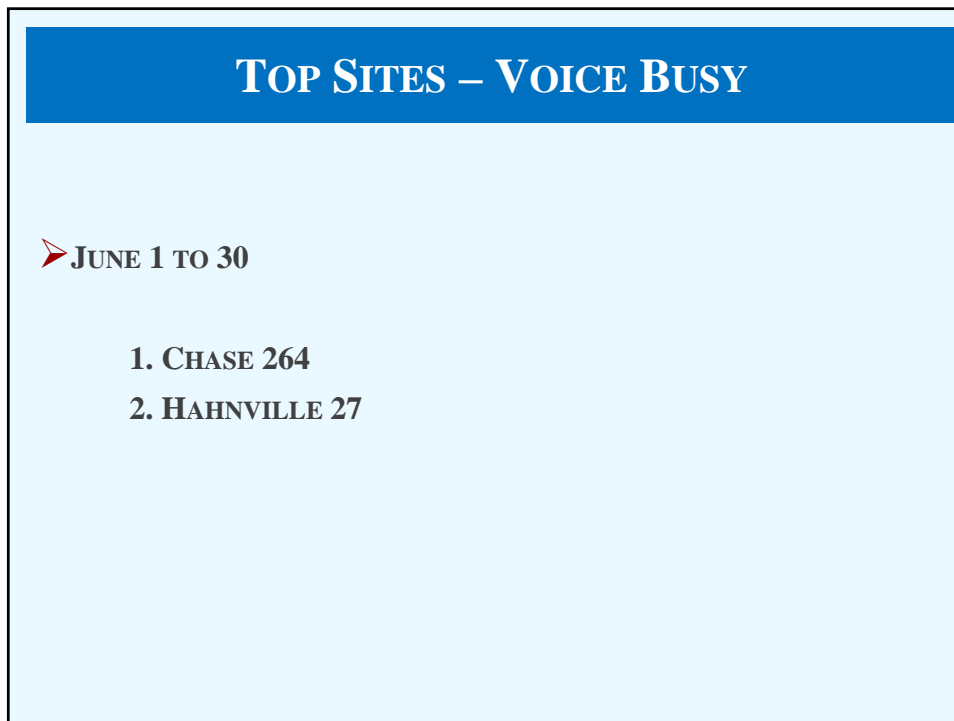 TOP SITES – VOICE BUSY
➢JUNE 1 TO 30
1. CHASE 264
2. HAHNVILLE 27